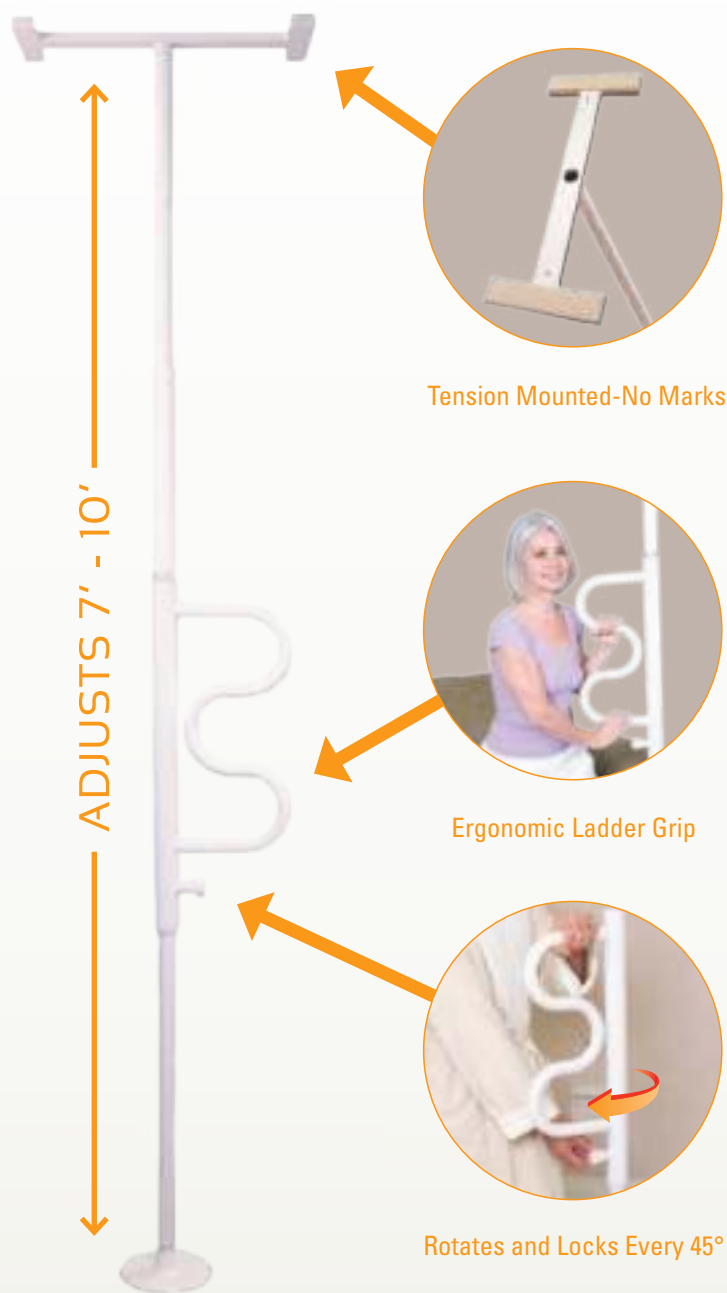 ADJUSTS 7' - 10'
Tension Mounted-No Marks
Ergonomic Ladder Grip
Rotates and Locks Every 45°